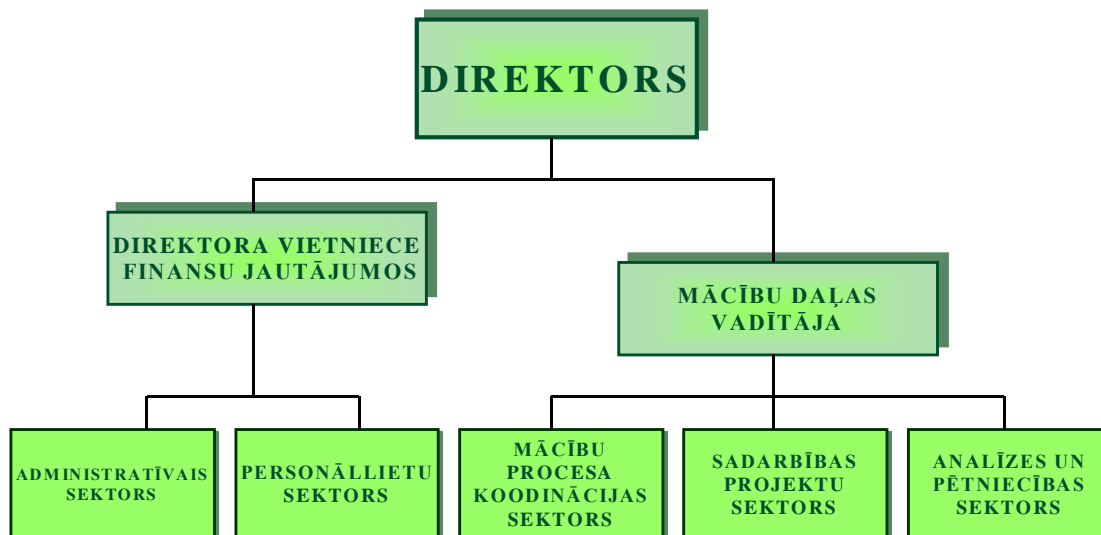 DIREKTORS
DIREKTORA VIETNIECE
FINANSU JAUTĀJUMOS
MĀCĪBU DAĻAS
VADĪTĀJA
ADMINISTRATĪVAIS
SEKTORS
PERSONĀLLIETU
SEKTORS
MĀCĪBU
PROCESA
KOODINĀCIJAS
SEKTORS
SADARBĪBAS
PROJEKTU
SEKTORS
ANALĪZES UN
PĒTNIECĪBAS
SEKTORS